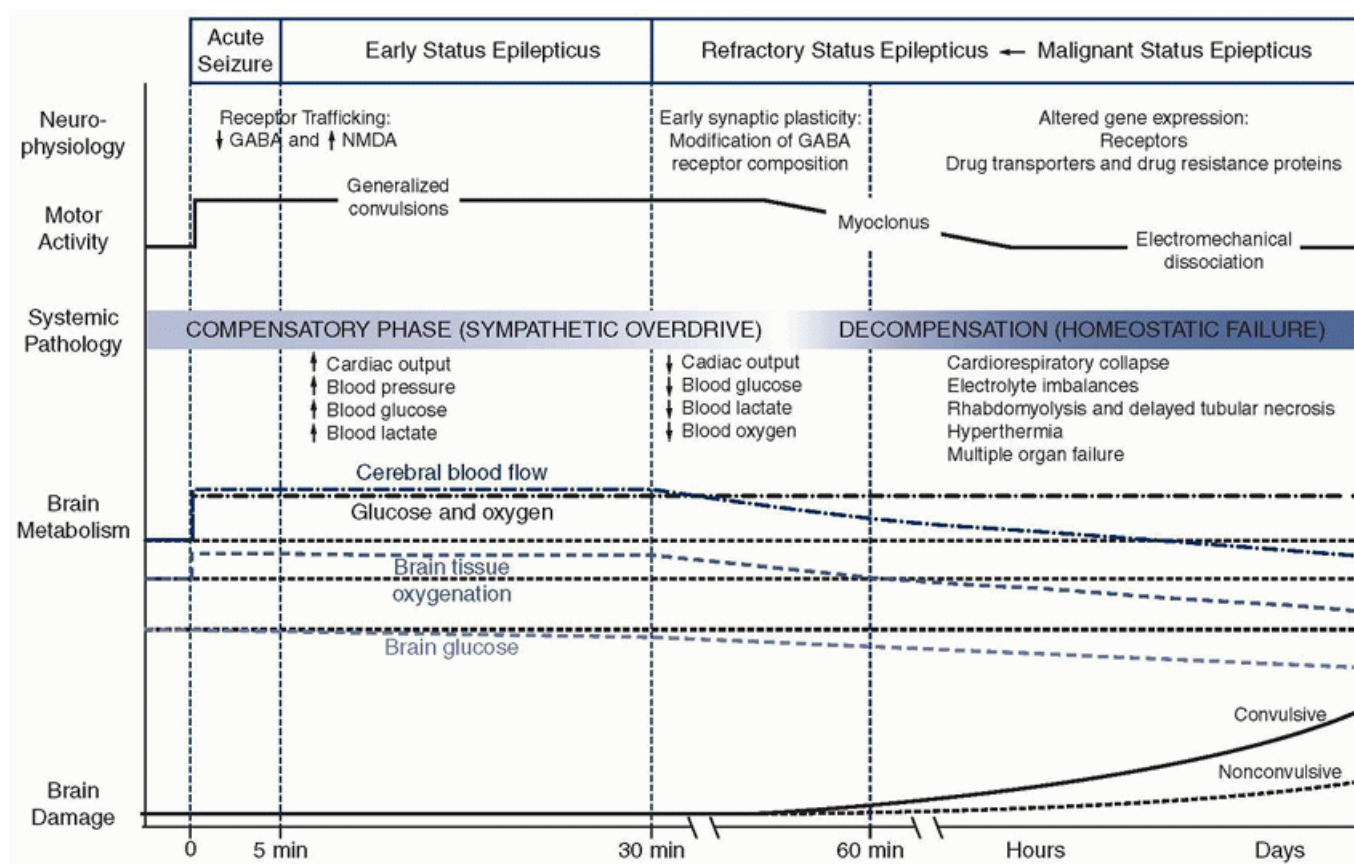 Acute
Seizure
Early Status Epilepticus
Refractory Status Epilepticus ← Malignant Status Epiepticus
Neuro-
physiology
Receptor Trafficking:
↓ GABA and ↑ NMDA
Early synaptic plasticity:
Modification of GABA
receptor composition
Altered gene expression:
Receptors
Drug transporters and drug resistance proteins
Motor
Activity
Generalized
convulsions
Myoclonus
Electromechanical
dissociation
Systemic
Pathology
COMPENSATORY PHASE (SYMPATHETIC OVERDRIVE)
DECOMPENSATION (HOMEOSTATIC FAILURE)
↑ Cardiac output
↑ Blood pressure
↑ Blood glucose
↑ Blood lactate
↓ Cadiac output
↓ Blood glucose
↓ Blood lactate
↓ Blood oxygen
Cardiorespiratory collapse
Electrolyte imbalances
Rhabdomyolysis and delayed tubular necrosis
Hyperthermia
Multiple organ failure
Brain
Metabolism
Cerebral blood flow
Glucose and oxygen
Brain tissue
oxygenation
Brain glucose
Brain
Damage
Convulsive
Nonconvulsive
0
5 min
30 min
60 min
Hours
Days